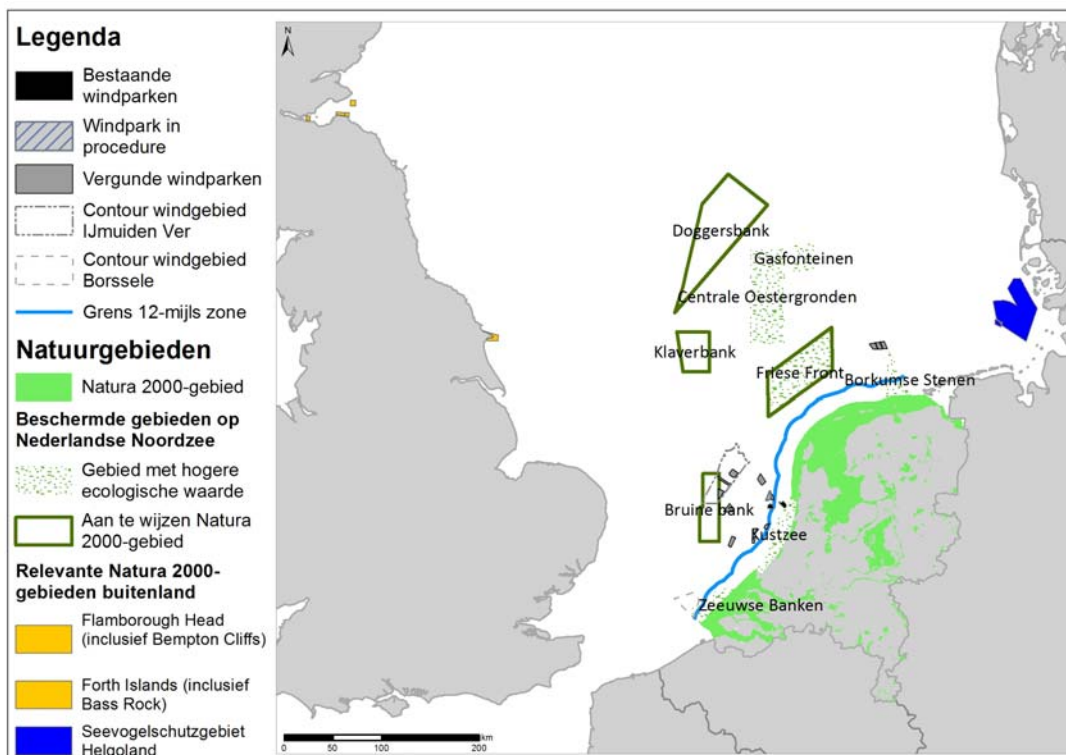 Legenda
Bestaande
windparken
Windpark in
procedure
Vergunde windparken
Contour windgebied
IJmuiden Ver
Contour windgebied
Borssele
Grens 12-mijls zone
Natuurgebieden
Natura 2000-gebied
Beschermde gebieden op
Nederlandse Noordzee
Gebied met hogere
ecologische waarde
Aan te wijzen Natura
2000-gebied
Relevante Natura 2000-
gebieden buitenland
Flamborough Head
(inclusief Bempton Cliffs)
Forth Islands (inclusief
Bass Rock)
Seevogelschutzgebiet
Helgoland
N
Doggersbank
Gasfonteinen
Centrale Oestergronden
Klaverbank
Friese Front
Borkumse Stenen
Bruine bank
Kustzee
Zeeuwse Banken
km
0 50 100 200